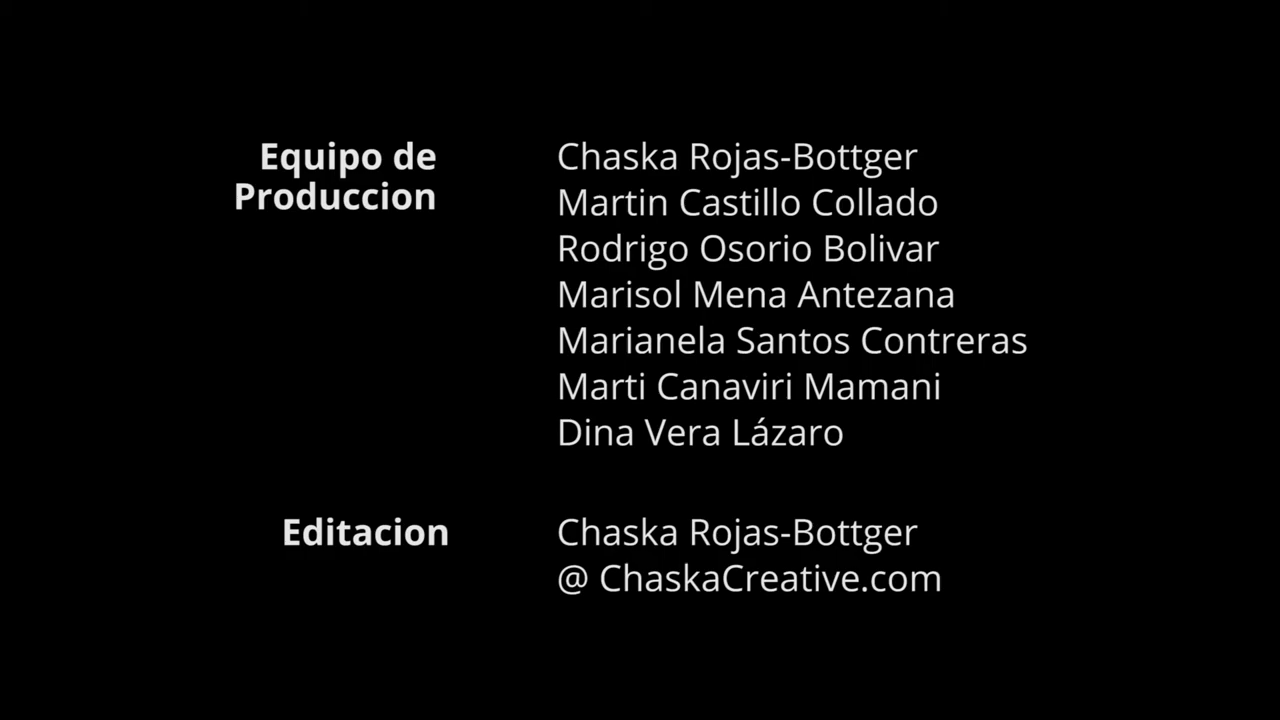 Equipo de
Produccion
Chaska Rojas-Bottger
Martin Castillo Collado
Rodrigo Osorio Bolivar
Marisol Mena Antezana
Marianela Santos Contreras
Marti Canaviri Mamani
Dina Vera Lázaro
Editacion
Chaska Rojas-Bottger
@ ChaskaCreative.com